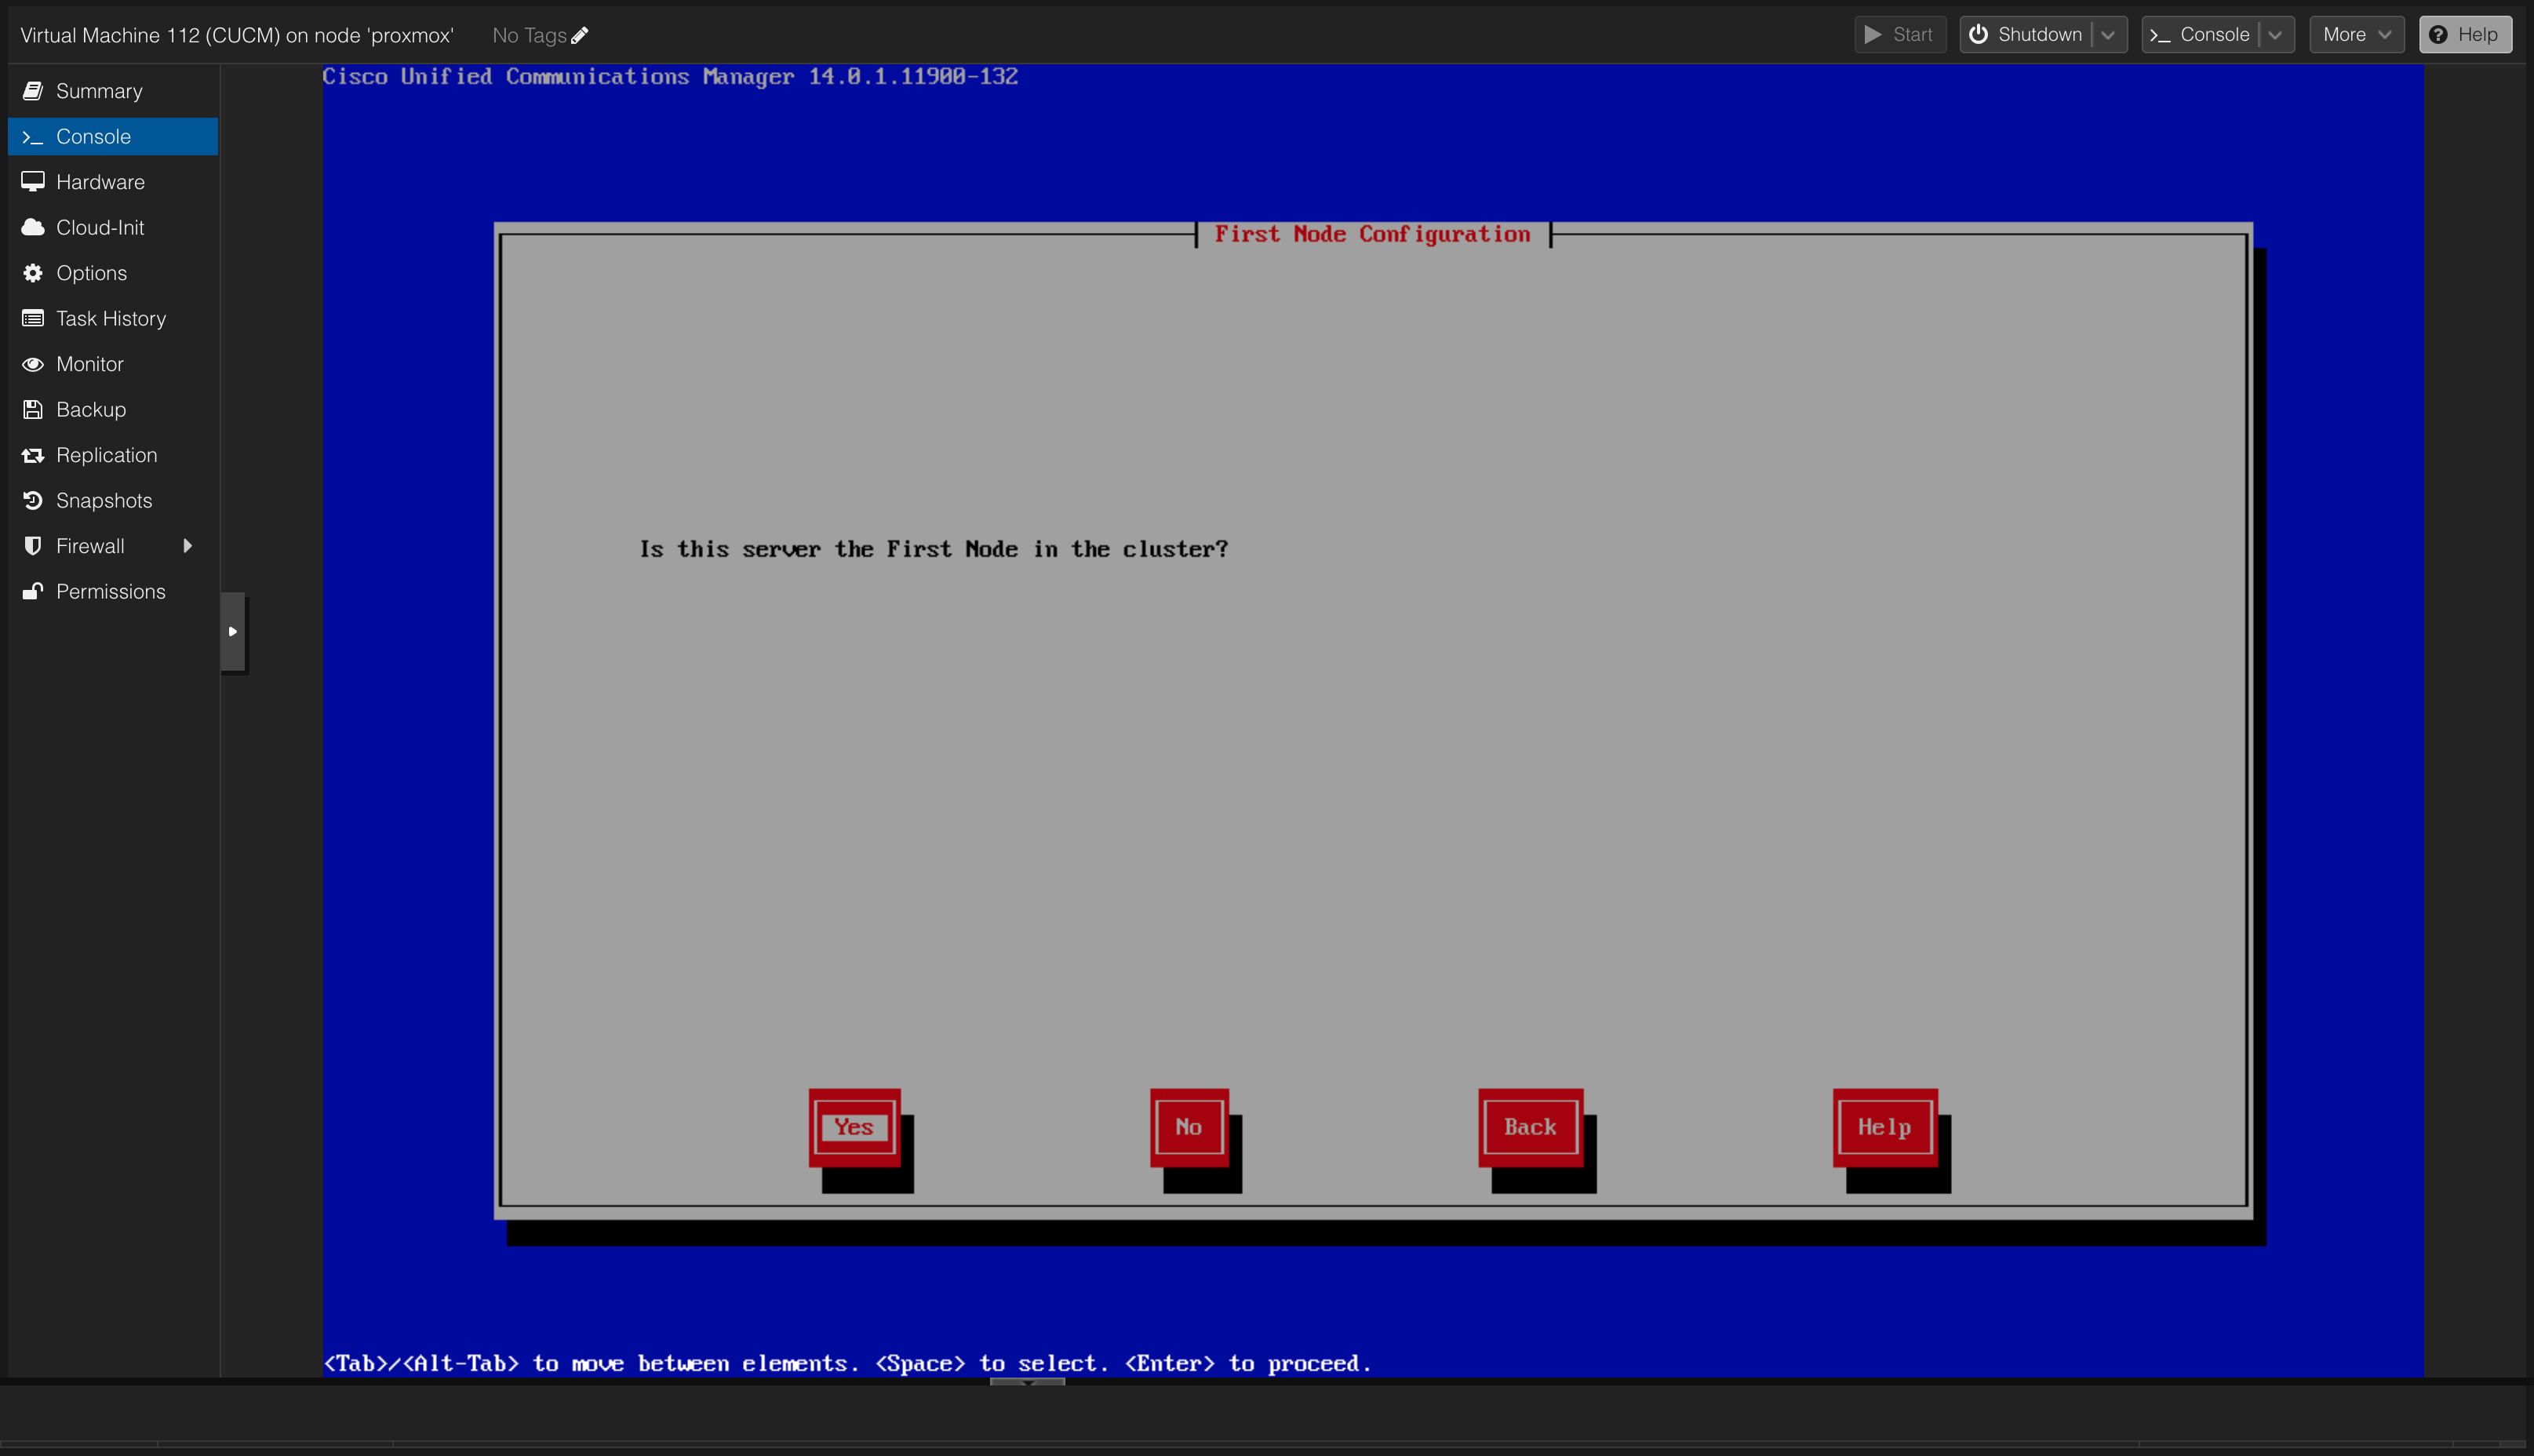 Virtual Machine 112 (CUCM) on node 'proxmox' No Tags Start Shutdown Console More Help
Summary
Console
Hardware
Cloud-Init
Options
Task History
Monitor
Backup
Replication
Snapshots
Firewall
Permissions
Cisco Unified Communications Manager 14.0.1.11900-132
First Node Configuration
Is this server the First Node in the cluster?
Yes No Back Help
<Tab>/<Alt-Tab> to move between elements. <Space> to select. <Enter> to proceed.